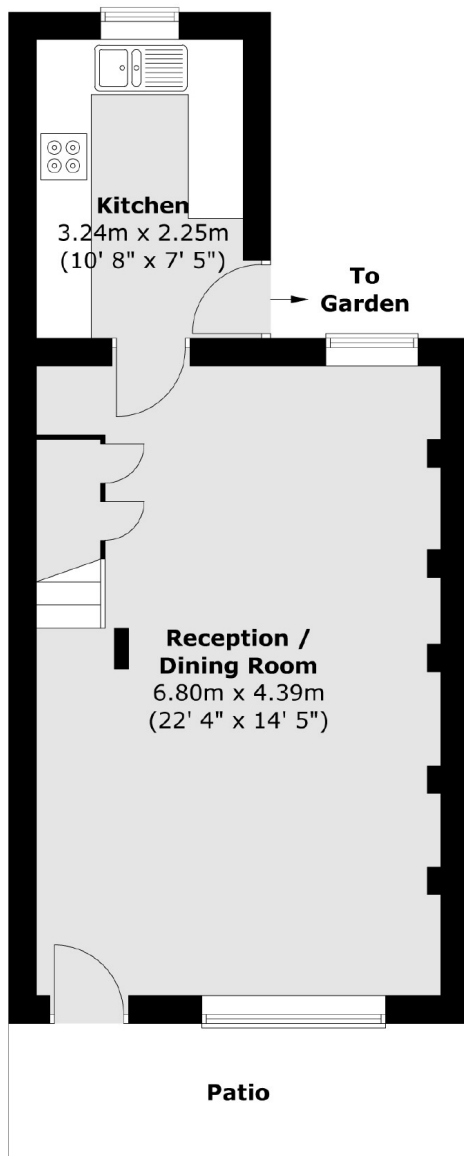 Kitchen
3.24m x 2.25m
(10' 8" x 7' 5")
To
Garden
Reception /
Dining Room
6.80m x 4.39m
(22' 4" x 14' 5")
Patio